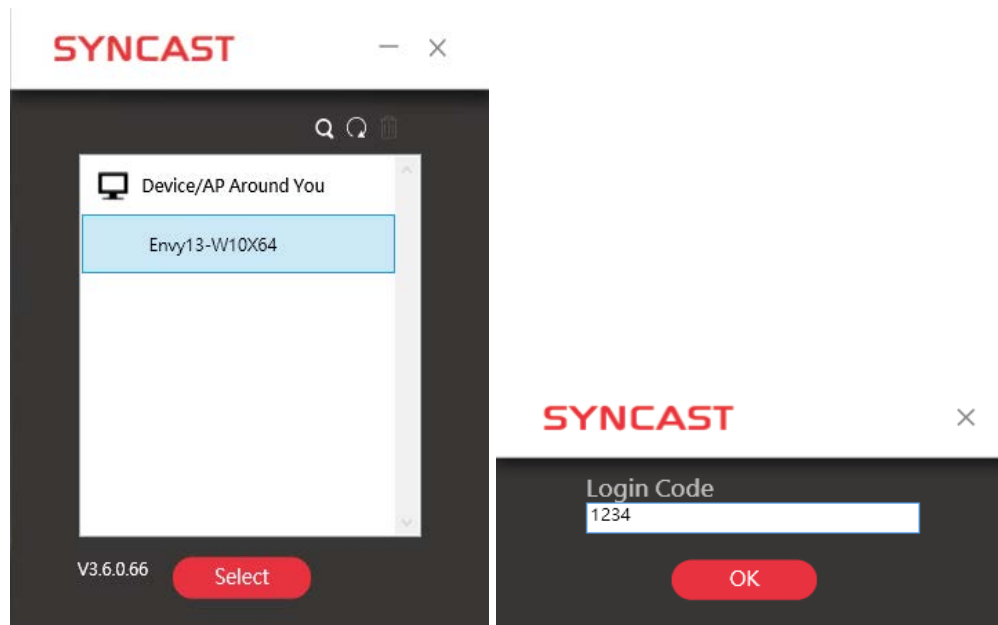 SYNCAST
Device/AP Around You
Envy13-W10X64
V3.6.0.66
Select
SYNCAST
Login Code
1234
OK